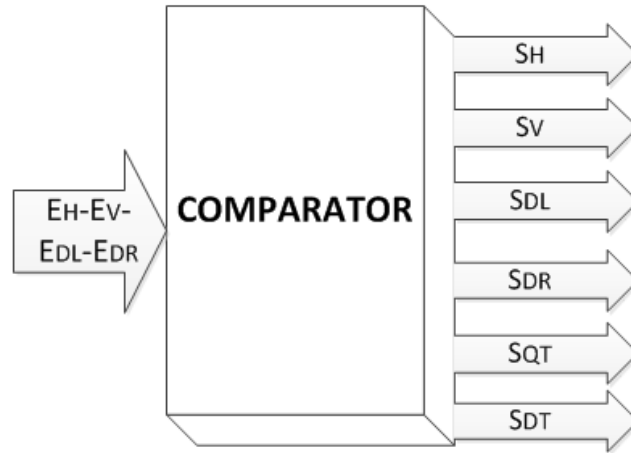 EH-EV-
EDL-EDR
COMPARATOR
SH
SV
SDL
SDR
SQT
SDT